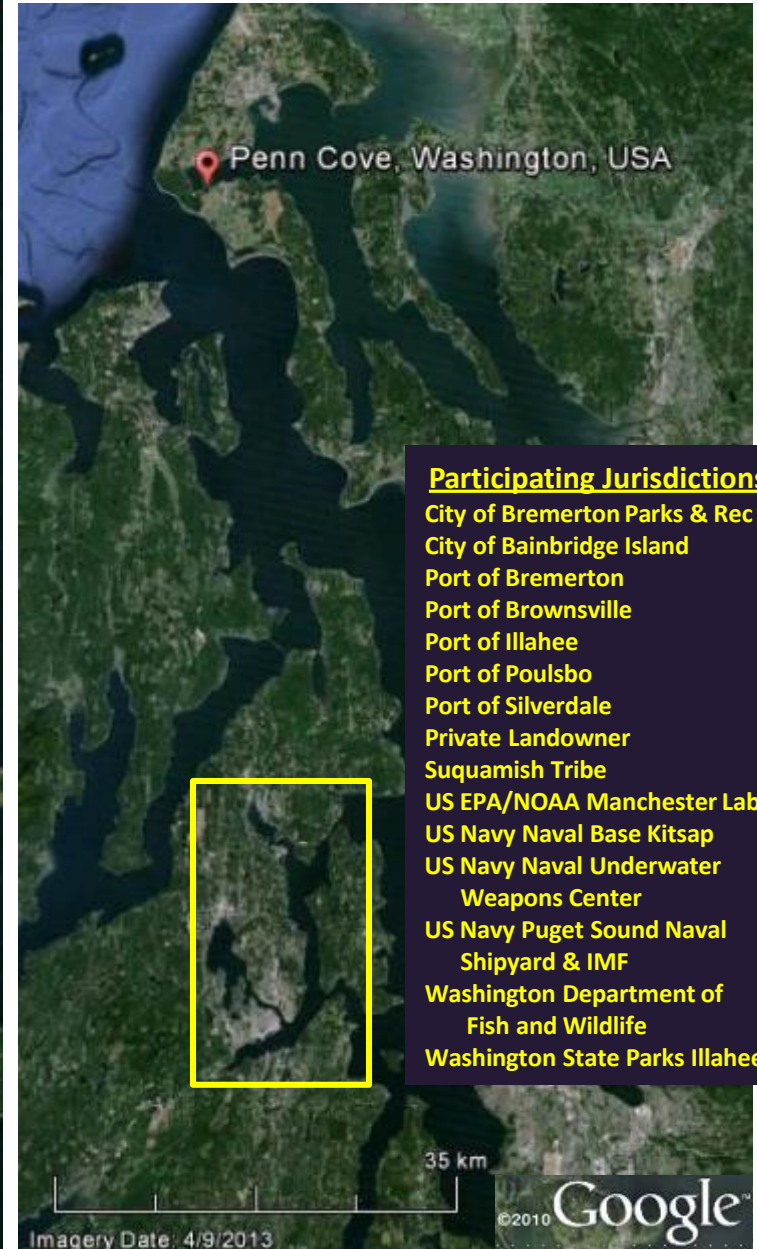 Penn Cove, Washington, USA
Participating Jurisdictions
City of Bremerton Parks & Rec
City of Bainbridge Island
Port of Bremerton
Port of Brownsville
Port of Illahee
Port of Poulsbo
Port of Silverdale
Private Landowner
Suquamish Tribe
US EPA/NOAA Manchester Lab
US Navy Naval Base Kitsap
US Navy Naval Underwater
Weapons Center
US Navy Puget Sound Naval
Shipyard & IMF
Washington Department of
Fish and Wildlife
Washington State Parks Illahee
35 km
©2010 Google™
Imagery Date: 4/9/2013